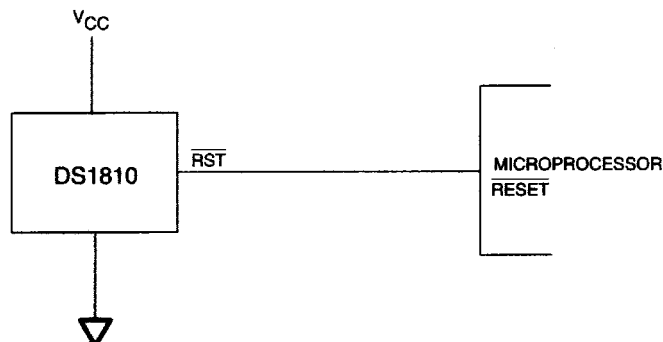 VCC
RST
DS1810
MICROPROCESSOR
RESET